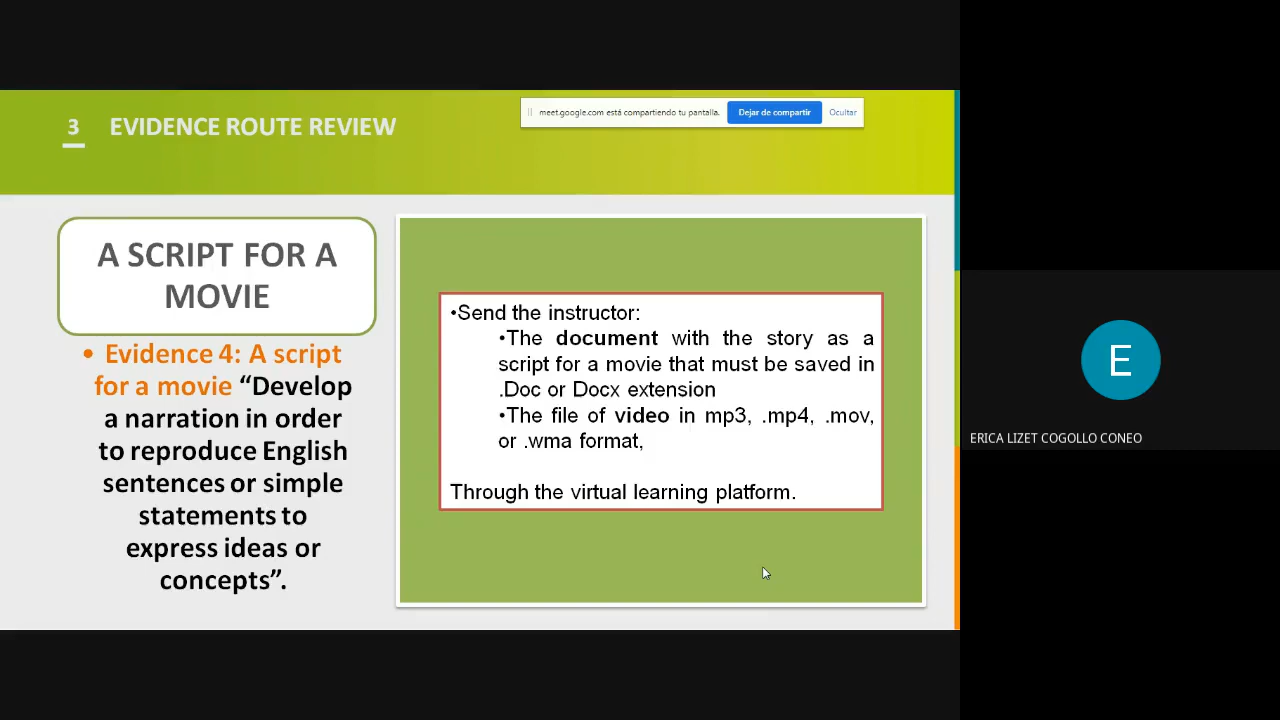 3 EVIDENCE ROUTE REVIEW
meet.google.com está compartiendo tu pantalla. Dejar de compartir Ocultar
A SCRIPT FOR A
MOVIE
• Evidence 4: A script
for a movie “Develop
a narration in order
to reproduce English
sentences or simple
statements to
express ideas or
concepts”.
•Send the instructor:
•The document with the story as a
script for a movie that must be saved in
.Doc or Docx extension
•The file of video in mp3, .mp4, .mov,
or .wma format,
Through the virtual learning platform.
E
ERICA LIZET COGOLLO CONEO